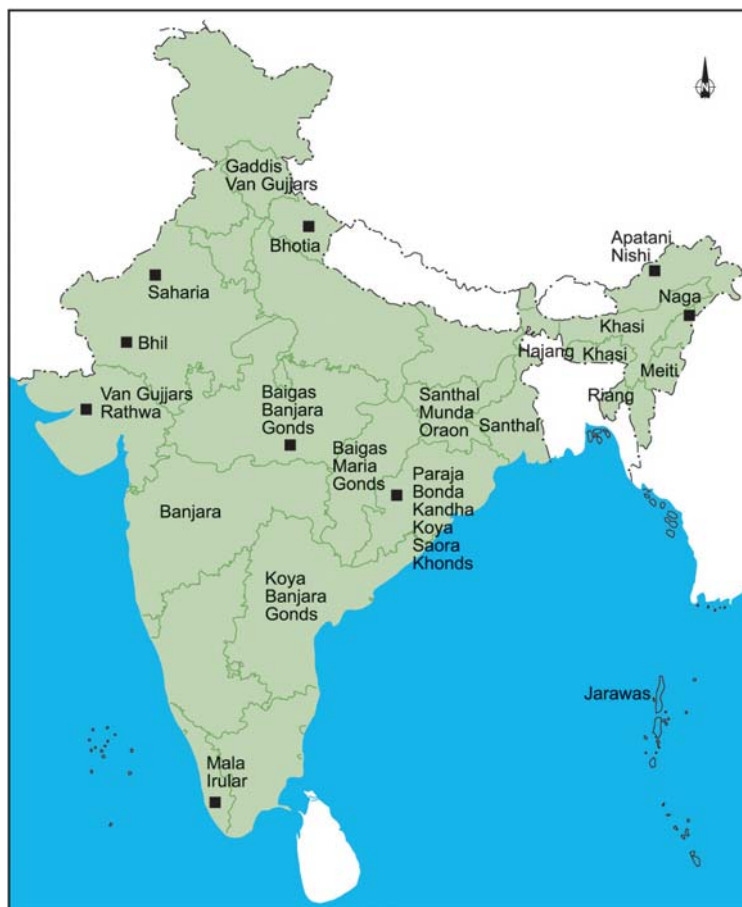 N
Gaddis
Van Gujjars
Bhotia
Apatani
Nishi
Saharia
Naga
Khasi
Bhil
Hajang
Khasi
Meiti
Van Gujjars
Rathwa
Baigas
Banjara
Gonds
Santhal
Munda
Oraon
Riang
Santhal
Baigas
Maria
Gonds
Paraja
Bonda
Kandha
Koya
Saora
Khonds
Banjara
Koya
Banjara
Gonds
Jarawas
Mala
Irular